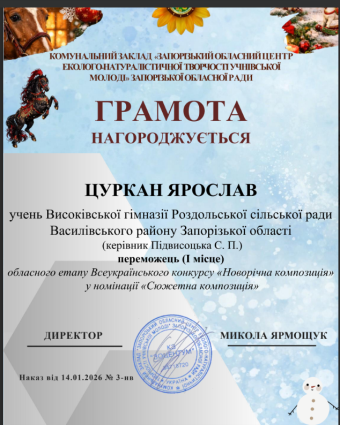 КОМУНАЛЬНИЙ ЗАКЛАД «ЗАПОРІЗЬКИЙ ОБЛАСНИЙ ЦЕНТР
ЕКОЛОГО-НАТУРАЛІСТИЧНОЇ ТВОРЧОСТІ УЧНІВСЬКОЇ
МОЛОДІ» ЗАПОРІЗЬКОЇ ОБЛАСНОЇ РАДИ
ГРАМОТА
НАГОРОДЖУЄТЬСЯ
ЦУРКАН ЯРОСЛАВ
учень Високівської гімназії Роздольської сільської ради
Василівського району Запорізької області
(керівник Підвисоцька С. П.)
переможець (І місце)
обласного етапу Всеукраїнського конкурсу «Новорічна композиція»
у номінації «Сюжетна композиція»
ДИРЕКТОР
МИКОЛА ЯРМОЩУК
Наказ від 14.01.2026 № 3-нв